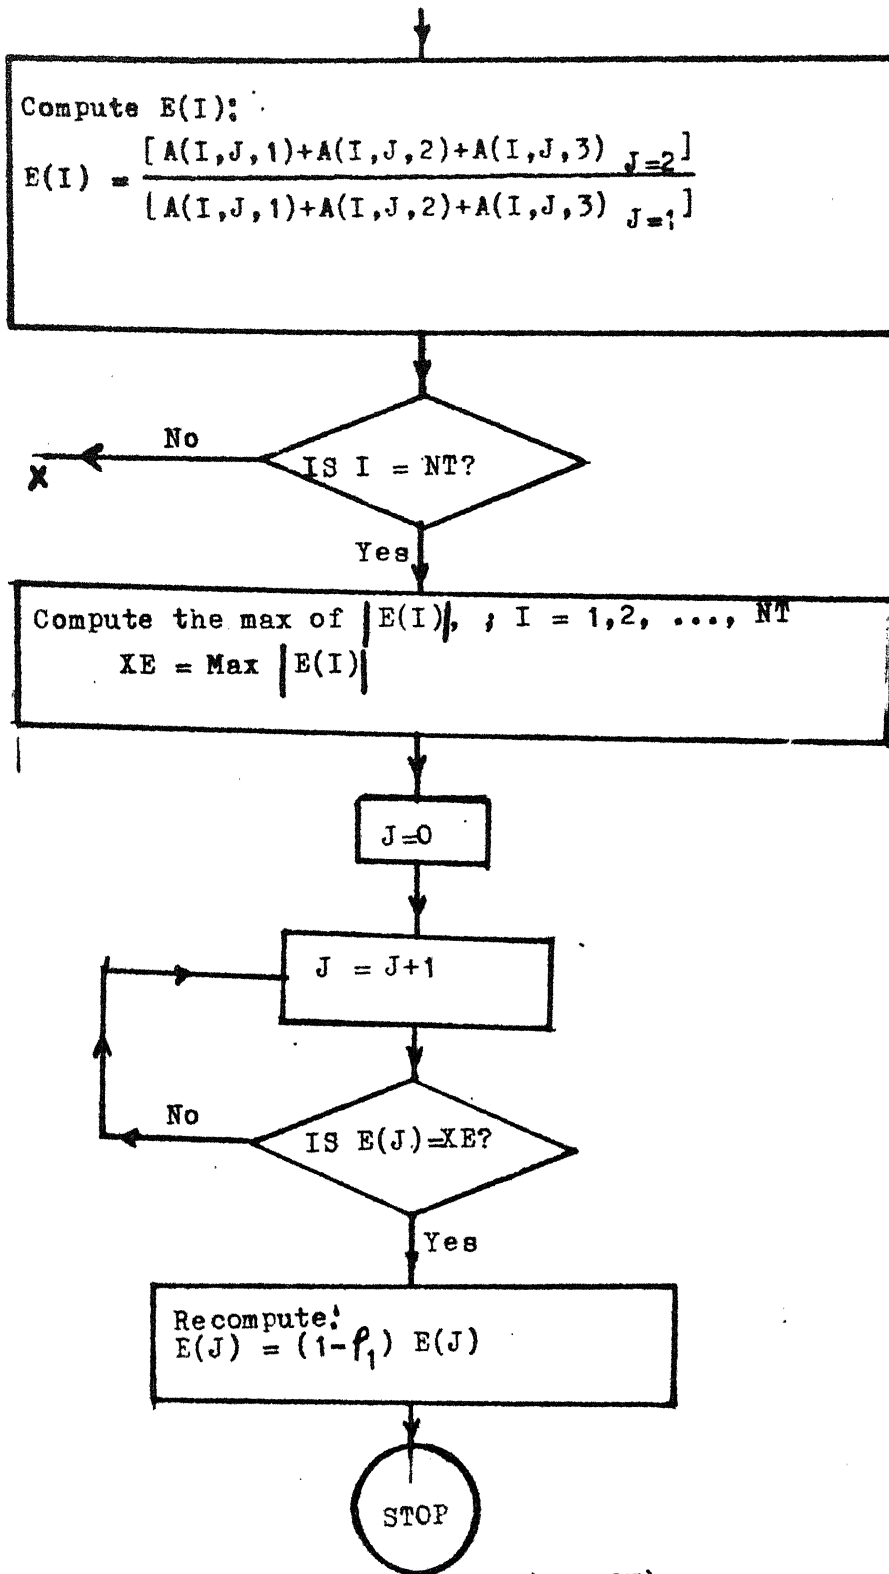 Compute E(I):
[A(I,J,1)+A(I,J,2)+A(I,J,3) J=2]
E(I) =
[A(I,J,1)+A(I,J,2)+A(I,J,3) J=1]
No
IS I = NT?
X
Yes
Compute the max of |E(I)|, ; I = 1,2, ..., NT
XE = Max |E(I)|
J=0
J = J+1
No
IS E(J)=XE?
Yes
Recompute:
E(J) = (1-ρ₁) E(J)
STOP